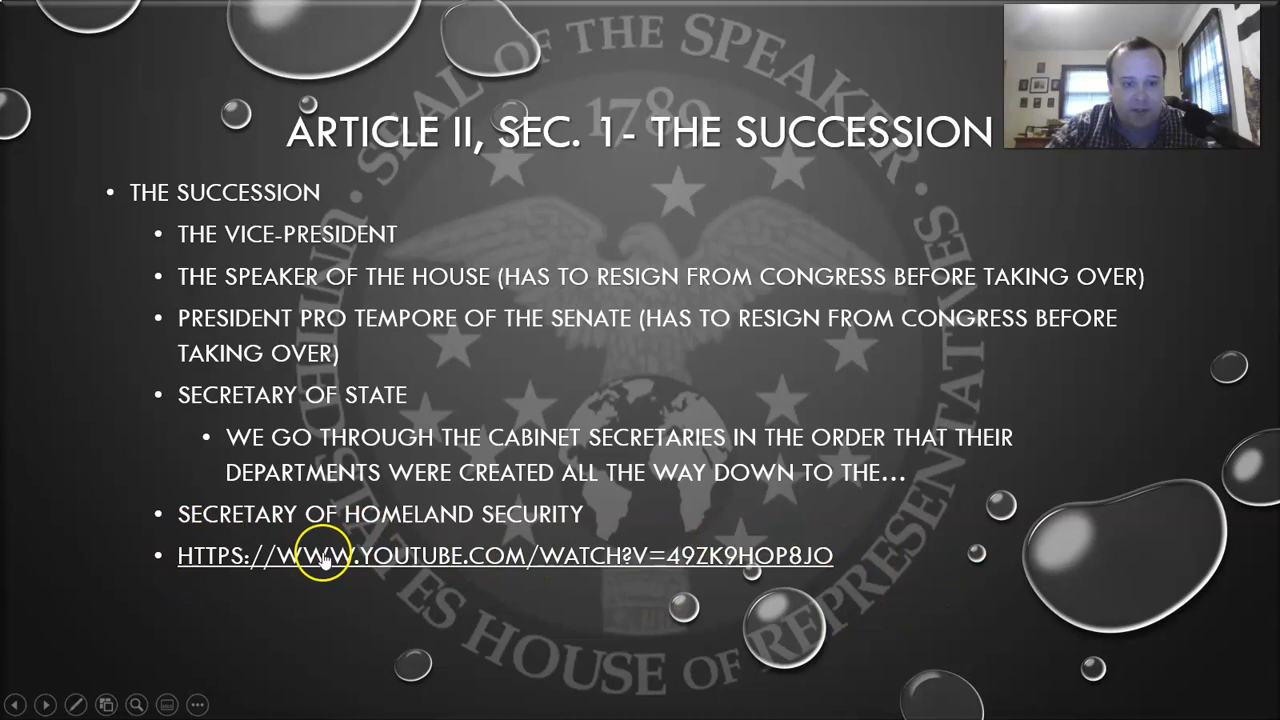 ARTICLE II, SEC. 1- THE SUCCESSION
• THE SUCCESSION
• THE VICE-PRESIDENT
• THE SPEAKER OF THE HOUSE (HAS TO RESIGN FROM CONGRESS BEFORE TAKING OVER)
• PRESIDENT PRO TEMPORE OF THE SENATE (HAS TO RESIGN FROM CONGRESS BEFORE
TAKING OVER)
• SECRETARY OF STATE
• WE GO THROUGH THE CABINET SECRETARIES IN THE ORDER THAT THEIR
DEPARTMENTS WERE CREATED ALL THE WAY DOWN TO THE...
• SECRETARY OF HOMELAND SECURITY
• HTTPS://WWW.YOUTUBE.COM/WATCH?V=49ZK9HOP8JO
SEAL OF THE SPEAKER
1789
UNITED STATES HOUSE OF REPRESENTATIVES